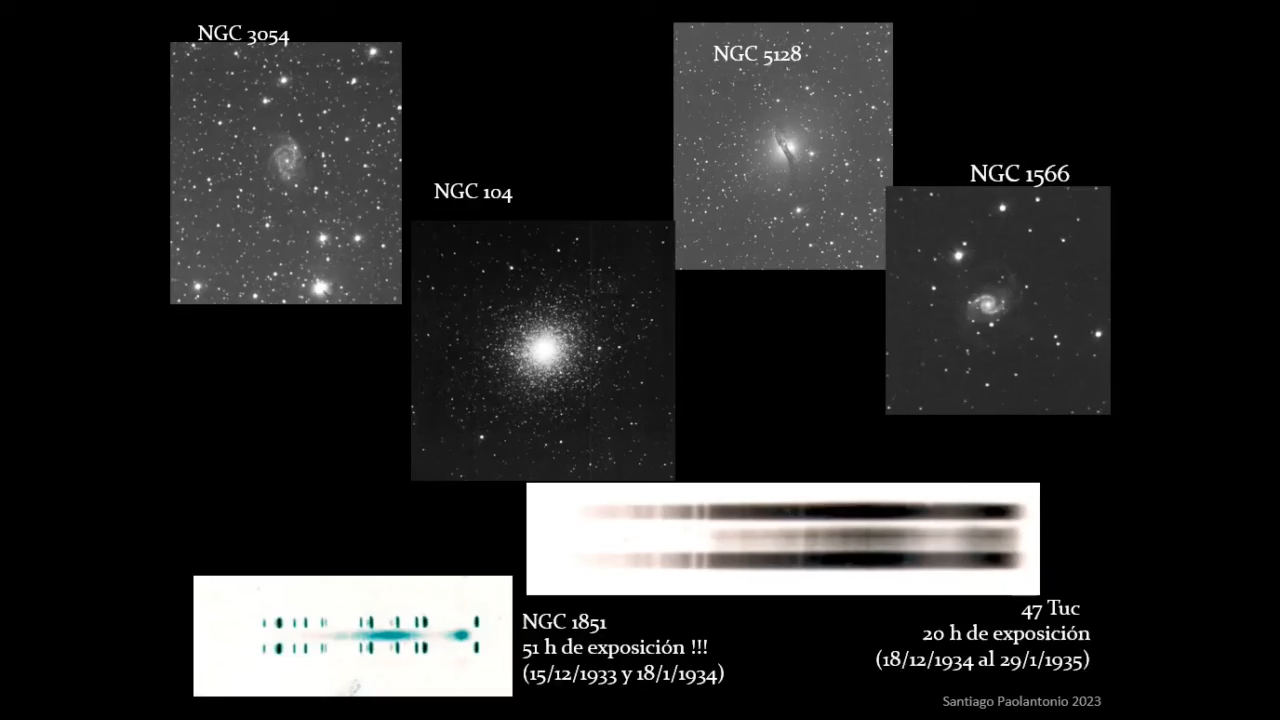 NGC 3054
NGC 5128
NGC 104
NGC 1566
NGC 1851
51 h de exposición !!!
(15/12/1933 y 18/1/1934)
47 Tuc
20 h de exposición
(18/12/1934 al 29/1/1935)
Santiago Paolantonio 2023